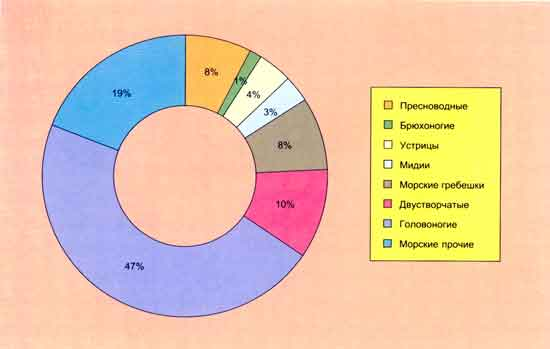 8%
1%
4%
3%
8%
10%
47%
19%
Пресноводные
Брюхоногие
Устрицы
Мидии
Морские гребешки
Двустворчатые
Головоногие
Морские прочие